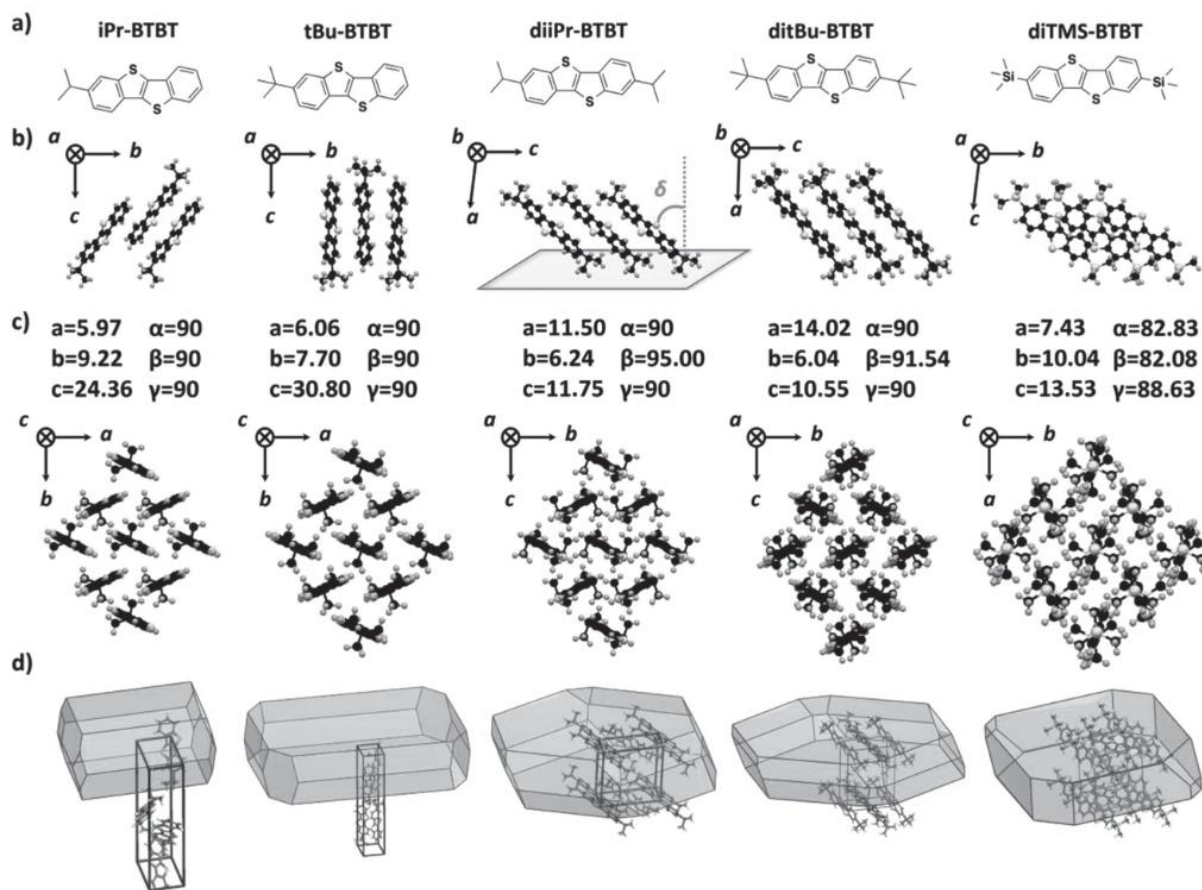 a) iPr-BTBT tBu-BTBT diiPr-BTBT ditBu-BTBT diTMS-BTBT
S S S S S
S S S S S
Si Si
b) a b c
a b c
b c a δ
b c a
a b c
c) a=5.97 α=90 a=6.06 α=90 a=11.50 α=90 a=14.02 α=90 a=7.43 α=82.83
b=9.22 β=90 b=7.70 β=90 b=6.24 β=95.00 b=6.04 β=91.54 b=10.04 β=82.08
c=24.36 γ=90 c=30.80 γ=90 c=11.75 γ=90 c=10.55 γ=90 c=13.53 γ=88.63
c a b
c a b
a b c
a b c
c b a
d)